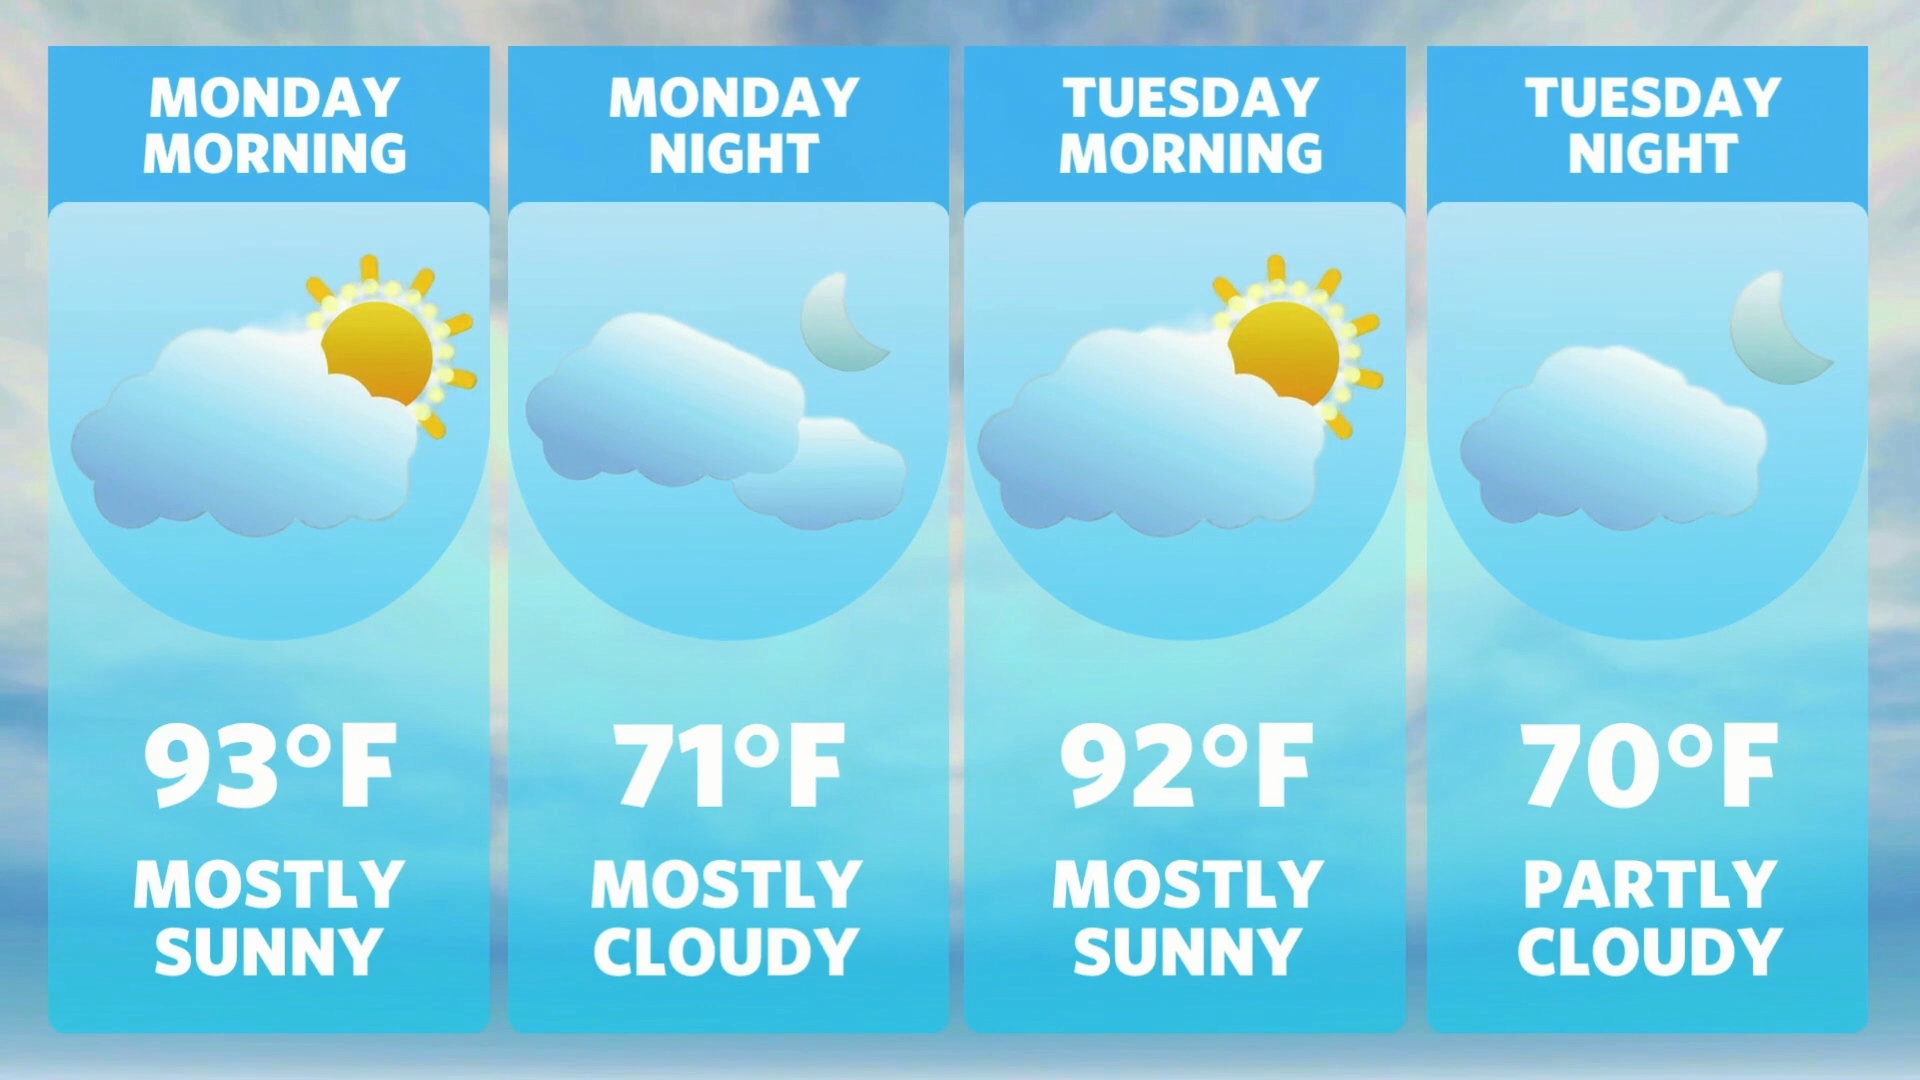 MONDAY
MORNING
93°F
MOSTLY
SUNNY
MONDAY
NIGHT
71°F
MOSTLY
CLOUDY
TUESDAY
MORNING
92°F
MOSTLY
SUNNY
TUESDAY
NIGHT
70°F
PARTLY
CLOUDY